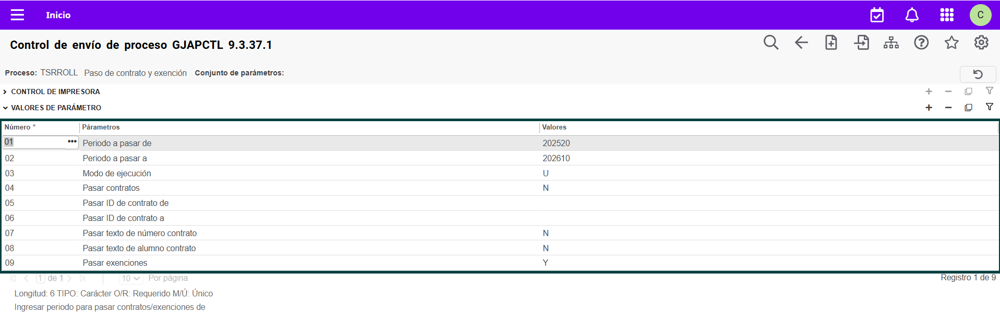 Inicio
C
Control de envío de proceso GJAPCTL 9.3.37.1
Proceso: TSRROLL Paso de contrato y exención Conjunto de parámetros:
CONTROL DE IMPRESORA
VALORES DE PARÁMETRO
Número * Párametros Valores
01 Periodo a pasar de 202520
02 Periodo a pasar a 202610
03 Modo de ejecución U
04 Pasar contratos N
05 Pasar ID de contrato de
06 Pasar ID de contrato a
07 Pasar texto de número contrato N
08 Pasar texto de alumno contrato N
09 Pasar exenciones Y
1 de 1 10 Por página Registro 1 de 9
Longitud: 6 TIPO: Carácter O/R: Requerido M/Ú: Único
Ingresar periodo para pasar contratos/exenciones de